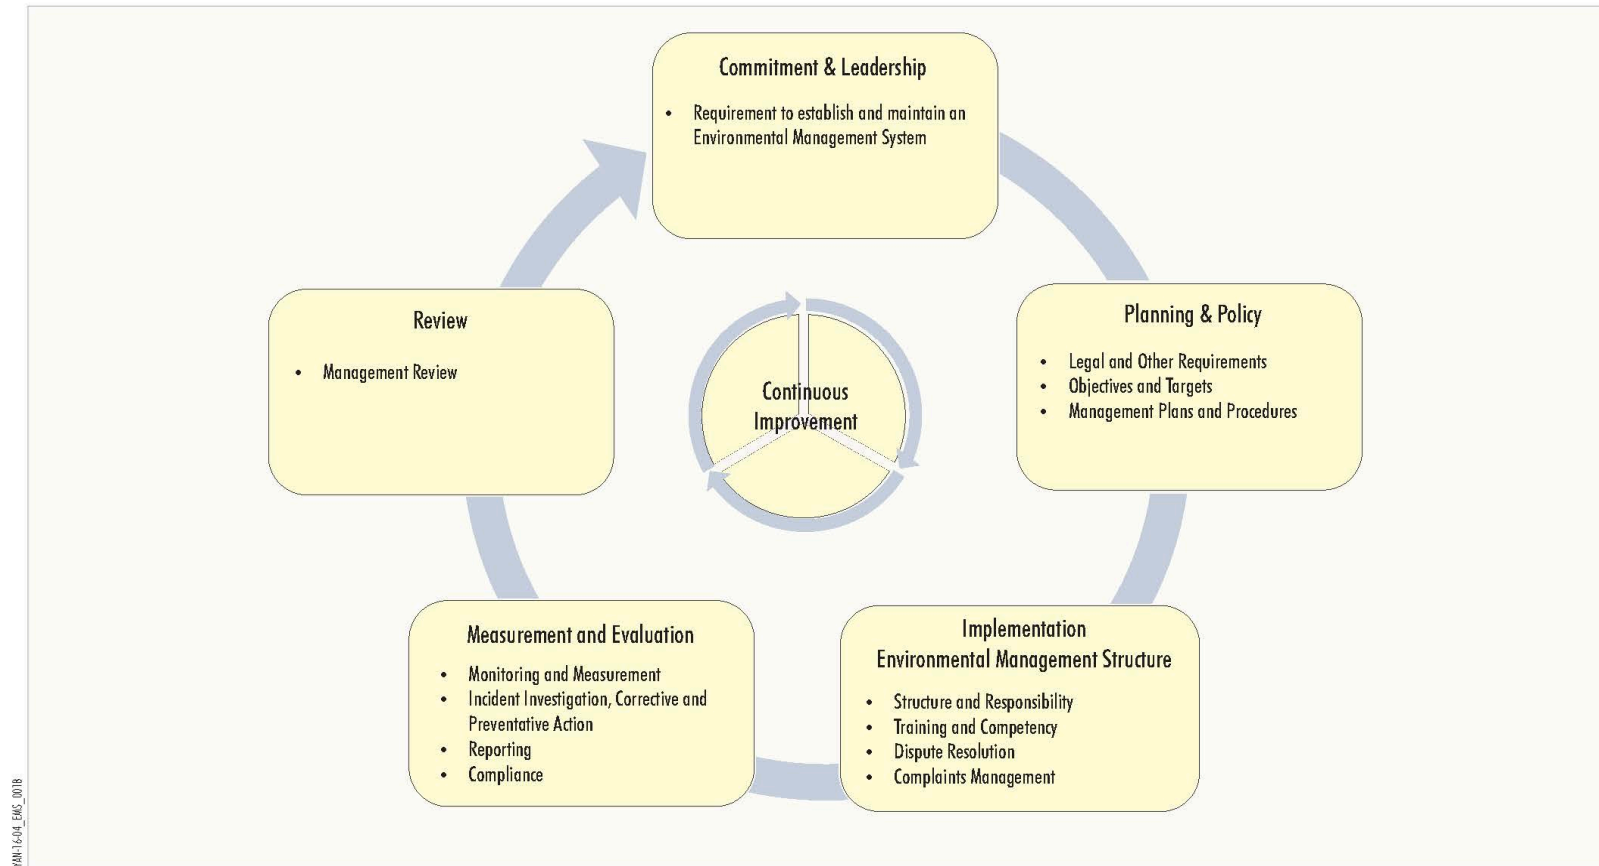 Commitment & Leadership
• Requirement to establish and maintain an
Environmental Management System
Planning & Policy
• Legal and Other Requirements
• Objectives and Targets
• Management Plans and Procedures
Implementation
Environmental Management Structure
• Structure and Responsibility
• Training and Competency
• Dispute Resolution
• Complaints Management
Measurement and Evaluation
• Monitoring and Measurement
• Incident Investigation, Corrective and
Preventative Action
• Reporting
• Compliance
Review
• Management Review
Continuous
Improvement
YAN-16-04_EMS_001B